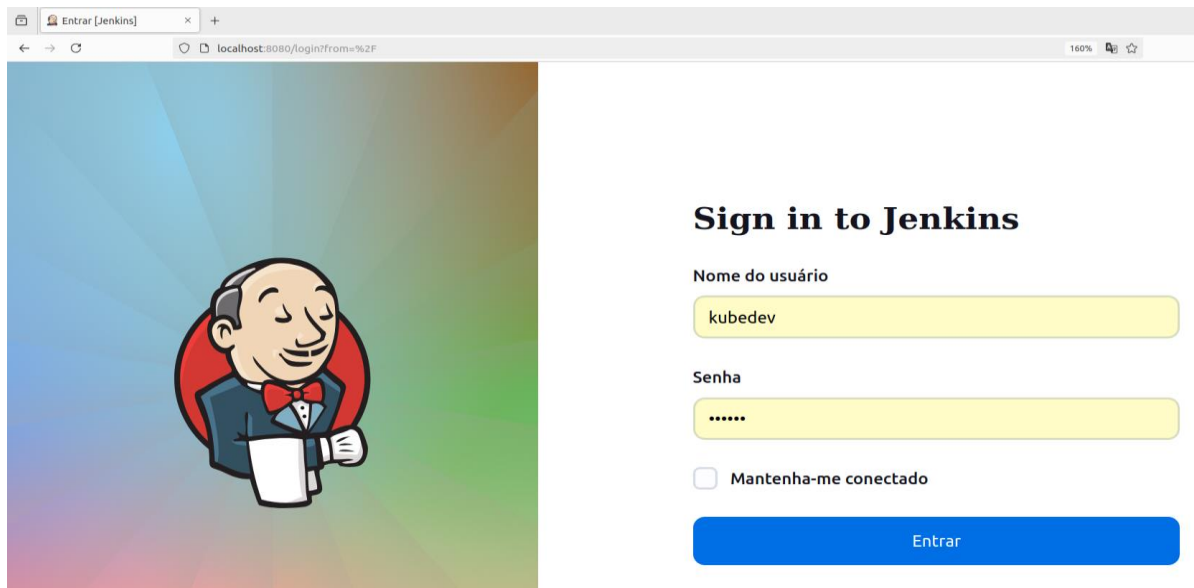 Entrar [Jenkins]
localhost:8080/login?from=%2F
160%
Sign in to Jenkins
Nome do usuário
kubedev
Senha
••••••
Mantenha-me conectado
Entrar